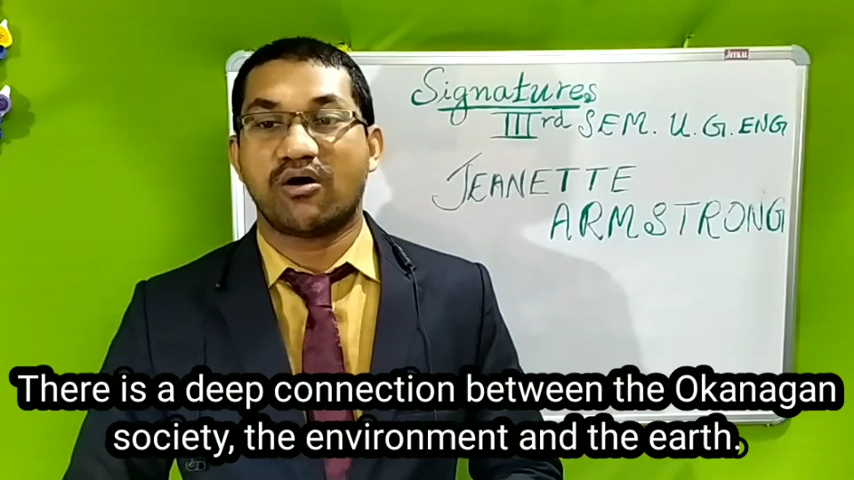 JAYKAL
Signatures
IIIrd SEM. U.G. ENG
JEANETTE
ARMSTRONG
There is a deep connection between the Okanagan
society, the environment and the earth.